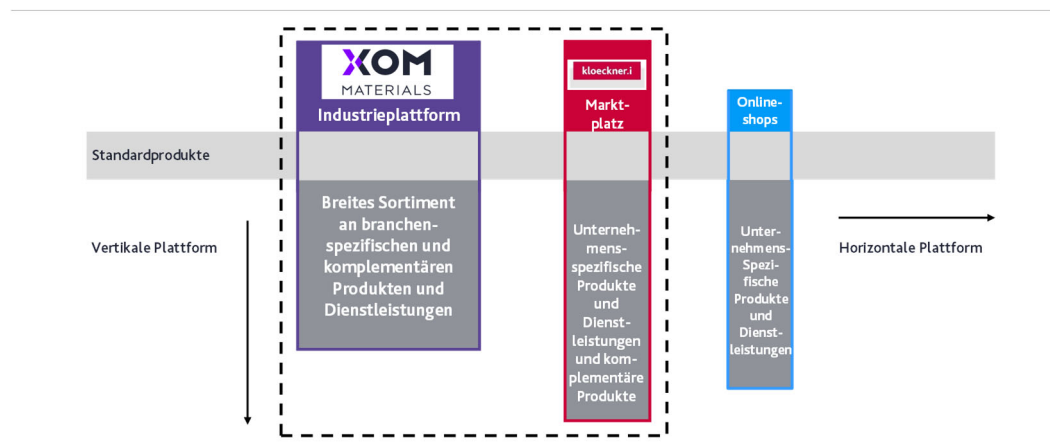 XOM
MATERIALS
Industrieplattform
kloeckner.i
Markt-
platz
Online-
shops
Standardprodukte
Vertikale Plattform
Breites Sortiment
an branchen-
spezifischen und
komplementären
Produkten und
Dienstleistungen
Unterneh-
mens-
spezifische
Produkte
und
Dienst-
leistungen
und kom-
plementäre
Produkte
Unter-
nehmens-
Spezi-
fische
Produkte
und
Dienst-
leistungen
Horizontale Plattform